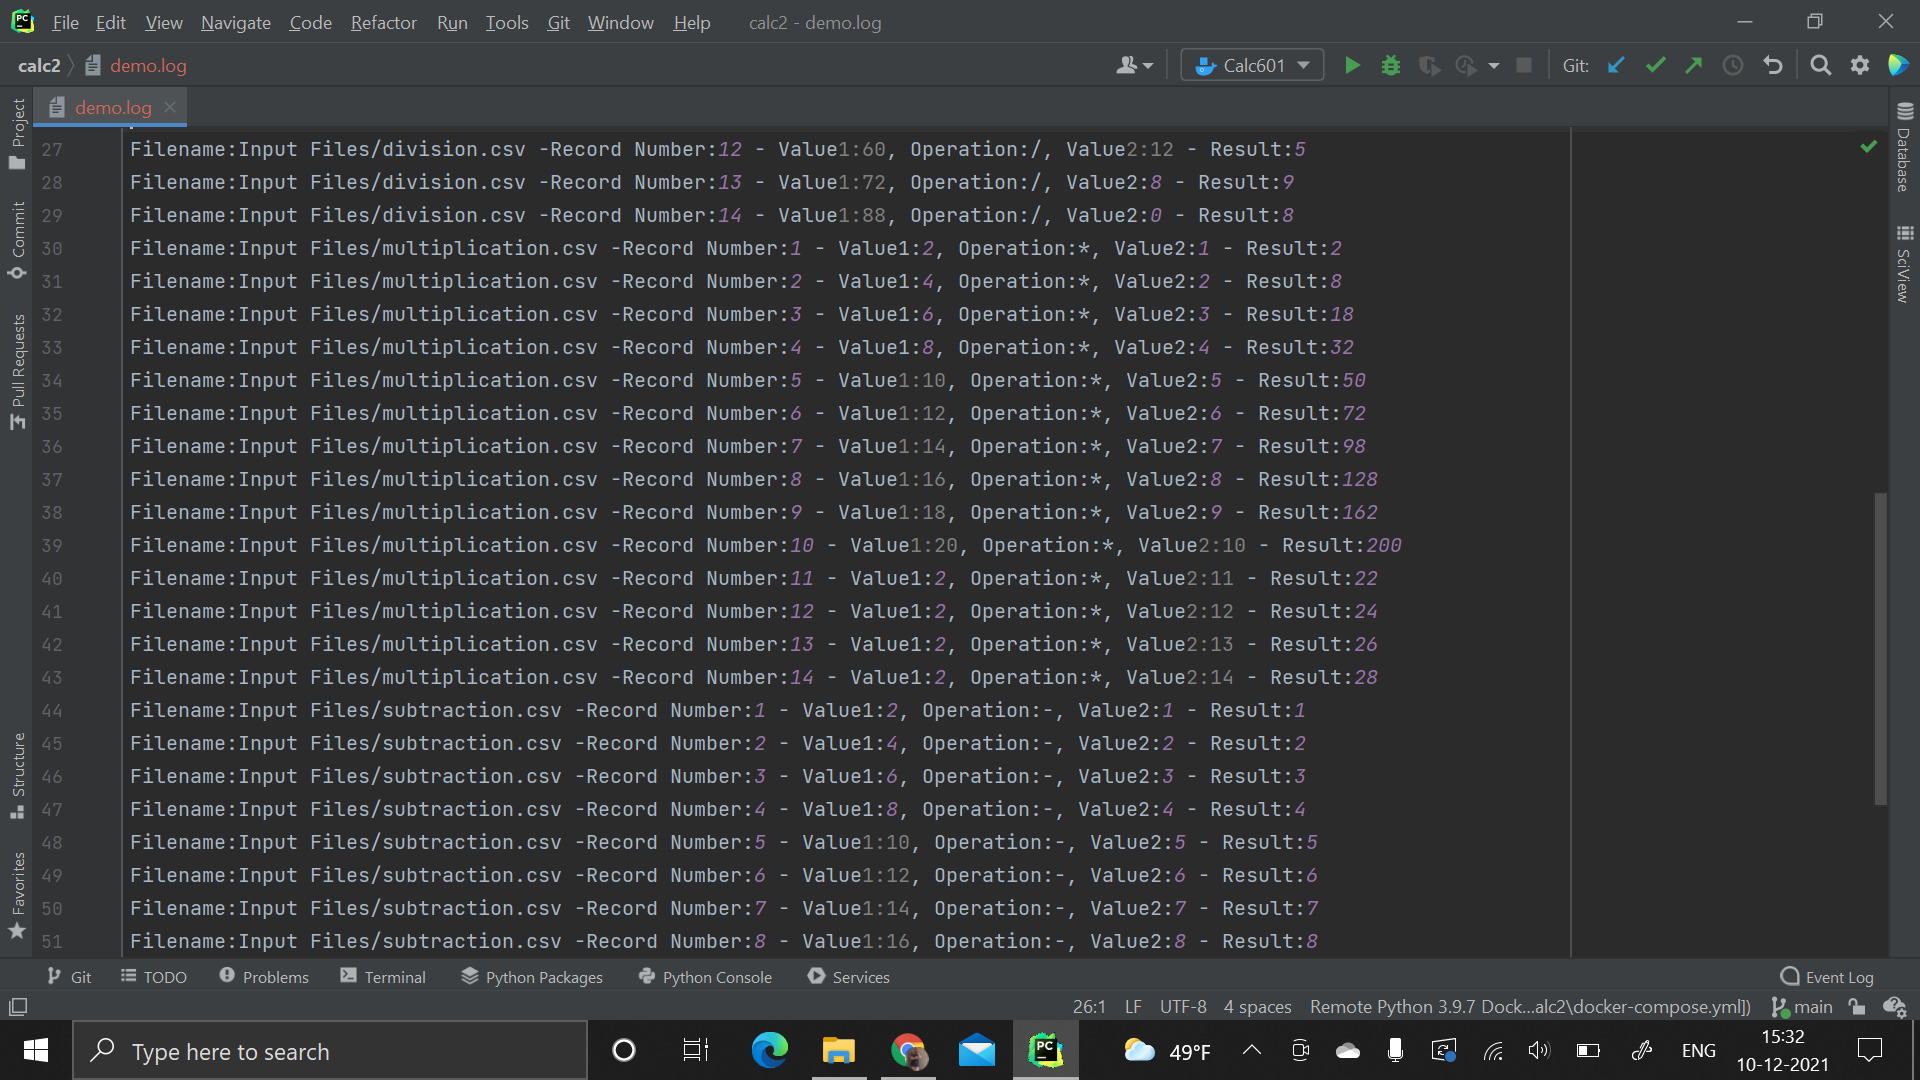 File Edit View Navigate Code Refactor Run Tools Git Window Help calc2 - demo.log
calc2 demo.log Calc601 Git:
demo.log
27 Filename:Input Files/division.csv -Record Number:12 - Value1:60, Operation:/, Value2:12 - Result:5
28 Filename:Input Files/division.csv -Record Number:13 - Value1:72, Operation:/, Value2:8 - Result:9
29 Filename:Input Files/division.csv -Record Number:14 - Value1:88, Operation:/, Value2:0 - Result:8
30 Filename:Input Files/multiplication.csv -Record Number:1 - Value1:2, Operation:*, Value2:1 - Result:2
31 Filename:Input Files/multiplication.csv -Record Number:2 - Value1:4, Operation:*, Value2:2 - Result:8
32 Filename:Input Files/multiplication.csv -Record Number:3 - Value1:6, Operation:*, Value2:3 - Result:18
33 Filename:Input Files/multiplication.csv -Record Number:4 - Value1:8, Operation:*, Value2:4 - Result:32
34 Filename:Input Files/multiplication.csv -Record Number:5 - Value1:10, Operation:*, Value2:5 - Result:50
35 Filename:Input Files/multiplication.csv -Record Number:6 - Value1:12, Operation:*, Value2:6 - Result:72
36 Filename:Input Files/multiplication.csv -Record Number:7 - Value1:14, Operation:*, Value2:7 - Result:98
37 Filename:Input Files/multiplication.csv -Record Number:8 - Value1:16, Operation:*, Value2:8 - Result:128
38 Filename:Input Files/multiplication.csv -Record Number:9 - Value1:18, Operation:*, Value2:9 - Result:162
39 Filename:Input Files/multiplication.csv -Record Number:10 - Value1:20, Operation:*, Value2:10 - Result:200
40 Filename:Input Files/multiplication.csv -Record Number:11 - Value1:2, Operation:*, Value2:11 - Result:22
41 Filename:Input Files/multiplication.csv -Record Number:12 - Value1:2, Operation:*, Value2:12 - Result:24
42 Filename:Input Files/multiplication.csv -Record Number:13 - Value1:2, Operation:*, Value2:13 - Result:26
43 Filename:Input Files/multiplication.csv -Record Number:14 - Value1:2, Operation:*, Value2:14 - Result:28
44 Filename:Input Files/subtraction.csv -Record Number:1 - Value1:2, Operation:-, Value2:1 - Result:1
45 Filename:Input Files/subtraction.csv -Record Number:2 - Value1:4, Operation:-, Value2:2 - Result:2
46 Filename:Input Files/subtraction.csv -Record Number:3 - Value1:6, Operation:-, Value2:3 - Result:3
47 Filename:Input Files/subtraction.csv -Record Number:4 - Value1:8, Operation:-, Value2:4 - Result:4
48 Filename:Input Files/subtraction.csv -Record Number:5 - Value1:10, Operation:-, Value2:5 - Result:5
49 Filename:Input Files/subtraction.csv -Record Number:6 - Value1:12, Operation:-, Value2:6 - Result:6
50 Filename:Input Files/subtraction.csv -Record Number:7 - Value1:14, Operation:-, Value2:7 - Result:7
51 Filename:Input Files/subtraction.csv -Record Number:8 - Value1:16, Operation:-, Value2:8 - Result:8
Project
Commit
Pull Requests
Structure
Favorites
Database
SciView
Git TODO Problems Terminal Python Packages Python Console Services Event Log
26:1 LF UTF-8 4 spaces Remote Python 3.9.7 Dock...alc2\docker-compose.yml]) main
Type here to search
PC
49°F
ENG
15:32
10-12-2021